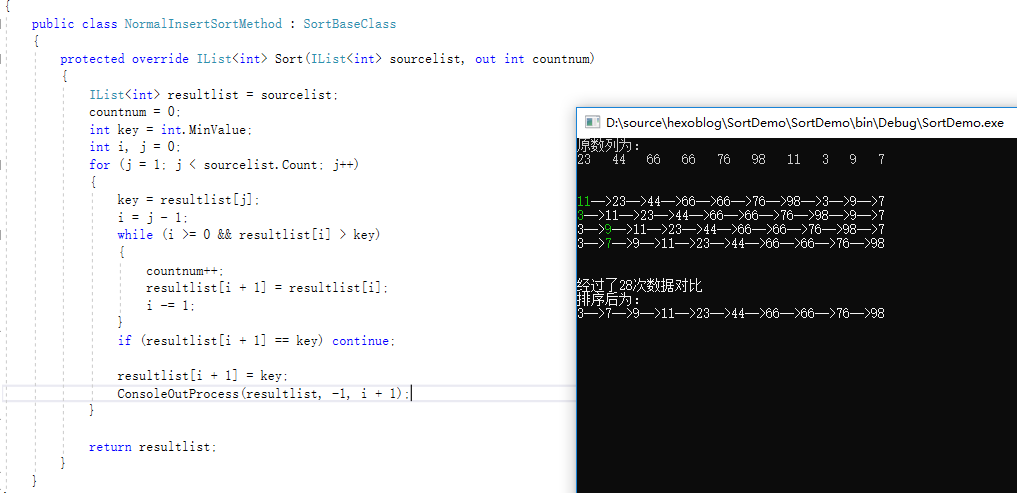 {
public class NormalInsertSortMethod : SortBaseClass
{
protected override IList<int> Sort(IList<int> sourcelist, out int countnum)
{
IList<int> resultlist = sourcelist;
countnum = 0;
int key = int.MinValue;
int i, j = 0;
for (j = 1; j < sourcelist.Count; j++)
{
key = resultlist[j];
i = j - 1;
while (i >= 0 && resultlist[i] > key)
{
countnum++;
resultlist[i + 1] = resultlist[i];
i -= 1;
}
if (resultlist[i + 1] == key) continue;
resultlist[i + 1] = key;
ConsoleOutProcess(resultlist, -1, i + 1);
}
return resultlist;
}
}
D:\source\hexoblog\SortDemo\SortDemo\bin\Debug\SortDemo.exe
原数列为:
23 44 66 66 76 98 11 3 9 7
11—>23—>44—>66—>66—>76—>98—>3—>9—>7
3—>11—>23—>44—>66—>66—>76—>98—>9—>7
3—>9—>11—>23—>44—>66—>66—>76—>98—>7
3—>7—>9—>11—>23—>44—>66—>66—>76—>98
经过了28次数据对比
排序后为:
3—>7—>9—>11—>23—>44—>66—>66—>76—>98